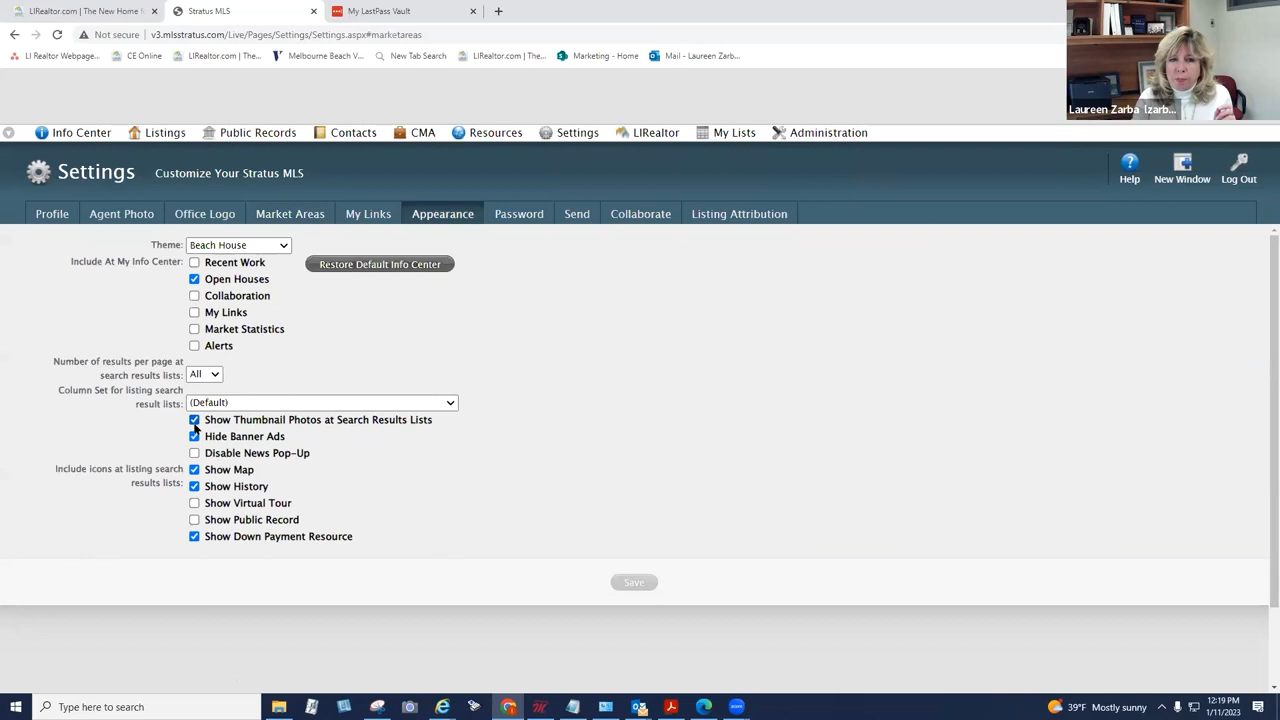 LIRealtor.com | The New Home f
Stratus MLS
My LastPass Vault
Not secure
v3.mlsstratus.com/Live/Pages/Settings/Settings.aspx#marketareas
LI Realtor Webpage...
CE Online
LIRealtor.com | The...
Melbourne Beach V...
New Tab Search
LIRealtor.com | The...
Marketing - Home
Mail - Laureen Zarb...
Laureen Zarba lzarb...
Info Center
Listings
Public Records
Contacts
CMA
Resources
Settings
LIRealtor
My Lists
Administration
Settings
Customize Your Stratus MLS
Help
New Window
Log Out
Profile
Agent Photo
Office Logo
Market Areas
My Links
Appearance
Password
Send
Collaborate
Listing Attribution
Theme:
Beach House
Include At My Info Center:
Recent Work
Restore Default Info Center
Open Houses
Collaboration
My Links
Market Statistics
Alerts
Number of results per page at
search results lists:
All
Column Set for listing search
result lists:
(Default)
Show Thumbnail Photos at Search Results Lists
Hide Banner Ads
Disable News Pop-Up
Include icons at listing search
results lists:
Show Map
Show History
Show Virtual Tour
Show Public Record
Show Down Payment Resource
Save
Type here to search
39°F Mostly sunny
12:19 PM
1/11/2023